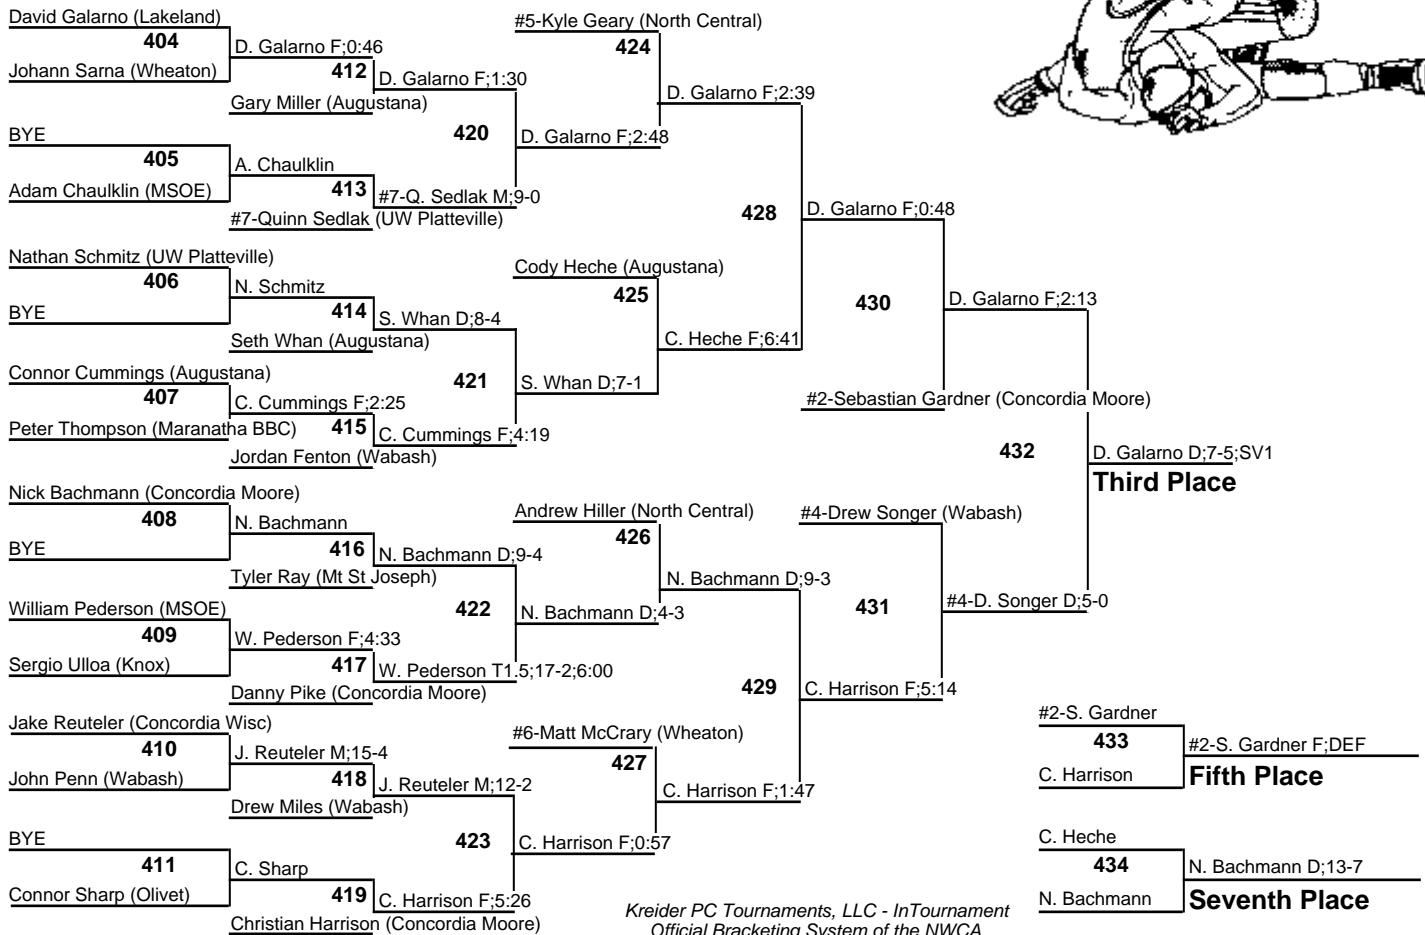 David Galarno (Lakeland)
404
Johann Sarna (Wheaton)
D. Galarno F;0:46
412
Gary Miller (Augustana)
D. Galarno F;1:30
BYE
405
Adam Chaulklin (MSOE)
A. Chaulklin
413
#7-Quinn Sedlak (UW Platteville)
#7-Q. Sedlak M;9-0
420
D. Galarno F;2:48
#5-Kyle Geary (North Central)
424
D. Galarno F;2:39
Nathan Schmitz (UW Platteville)
406
BYE
N. Schmitz
414
Seth Whan (Augustana)
S. Whan D;8-4
Connor Cummings (Augustana)
407
Peter Thompson (Maranatha BBC)
C. Cummings F;2:25
415
Jordan Fenton (Wabash)
C. Cummings F;4:19
421
S. Whan D;7-1
Cody Heche (Augustana)
425
C. Heche F;6:41
428
D. Galarno F;0:48
430
#2-Sebastian Gardner (Concordia Moore)
D. Galarno F;2:13
Nick Bachmann (Concordia Moore)
408
BYE
N. Bachmann
416
Tyler Ray (Mt St Joseph)
N. Bachmann D;9-4
William Pederson (MSOE)
409
Sergio Ulloa (Knox)
W. Pederson F;4:33
417
Danny Pike (Concordia Moore)
W. Pederson T1.5;17-2;6:00
422
N. Bachmann D;4-3
Andrew Hiller (North Central)
426
N. Bachmann D;9-3
Jake Reuteler (Concordia Wisc)
410
John Penn (Wabash)
J. Reuteler M;15-4
418
Drew Miles (Wabash)
J. Reuteler M;12-2
BYE
411
Connor Sharp (Olivet)
C. Sharp
419
Christian Harrison (Concordia Moore)
C. Harrison F;5:26
423
C. Harrison F;0:57
#6-Matt McCrary (Wheaton)
427
C. Harrison F;1:47
429
C. Harrison F;5:14
#4-Drew Songer (Wabash)
431
#4-D. Songer D;5-0
432
D. Galarno D;7-5;SV1
Third Place
#2-S. Gardner
433
C. Harrison
#2-S. Gardner F;DEF
Fifth Place
C. Heche
434
N. Bachmann
N. Bachmann D;13-7
Seventh Place
Kreider PC Tournaments, LLC - InTournament
Official Bracketing System of the NWCA